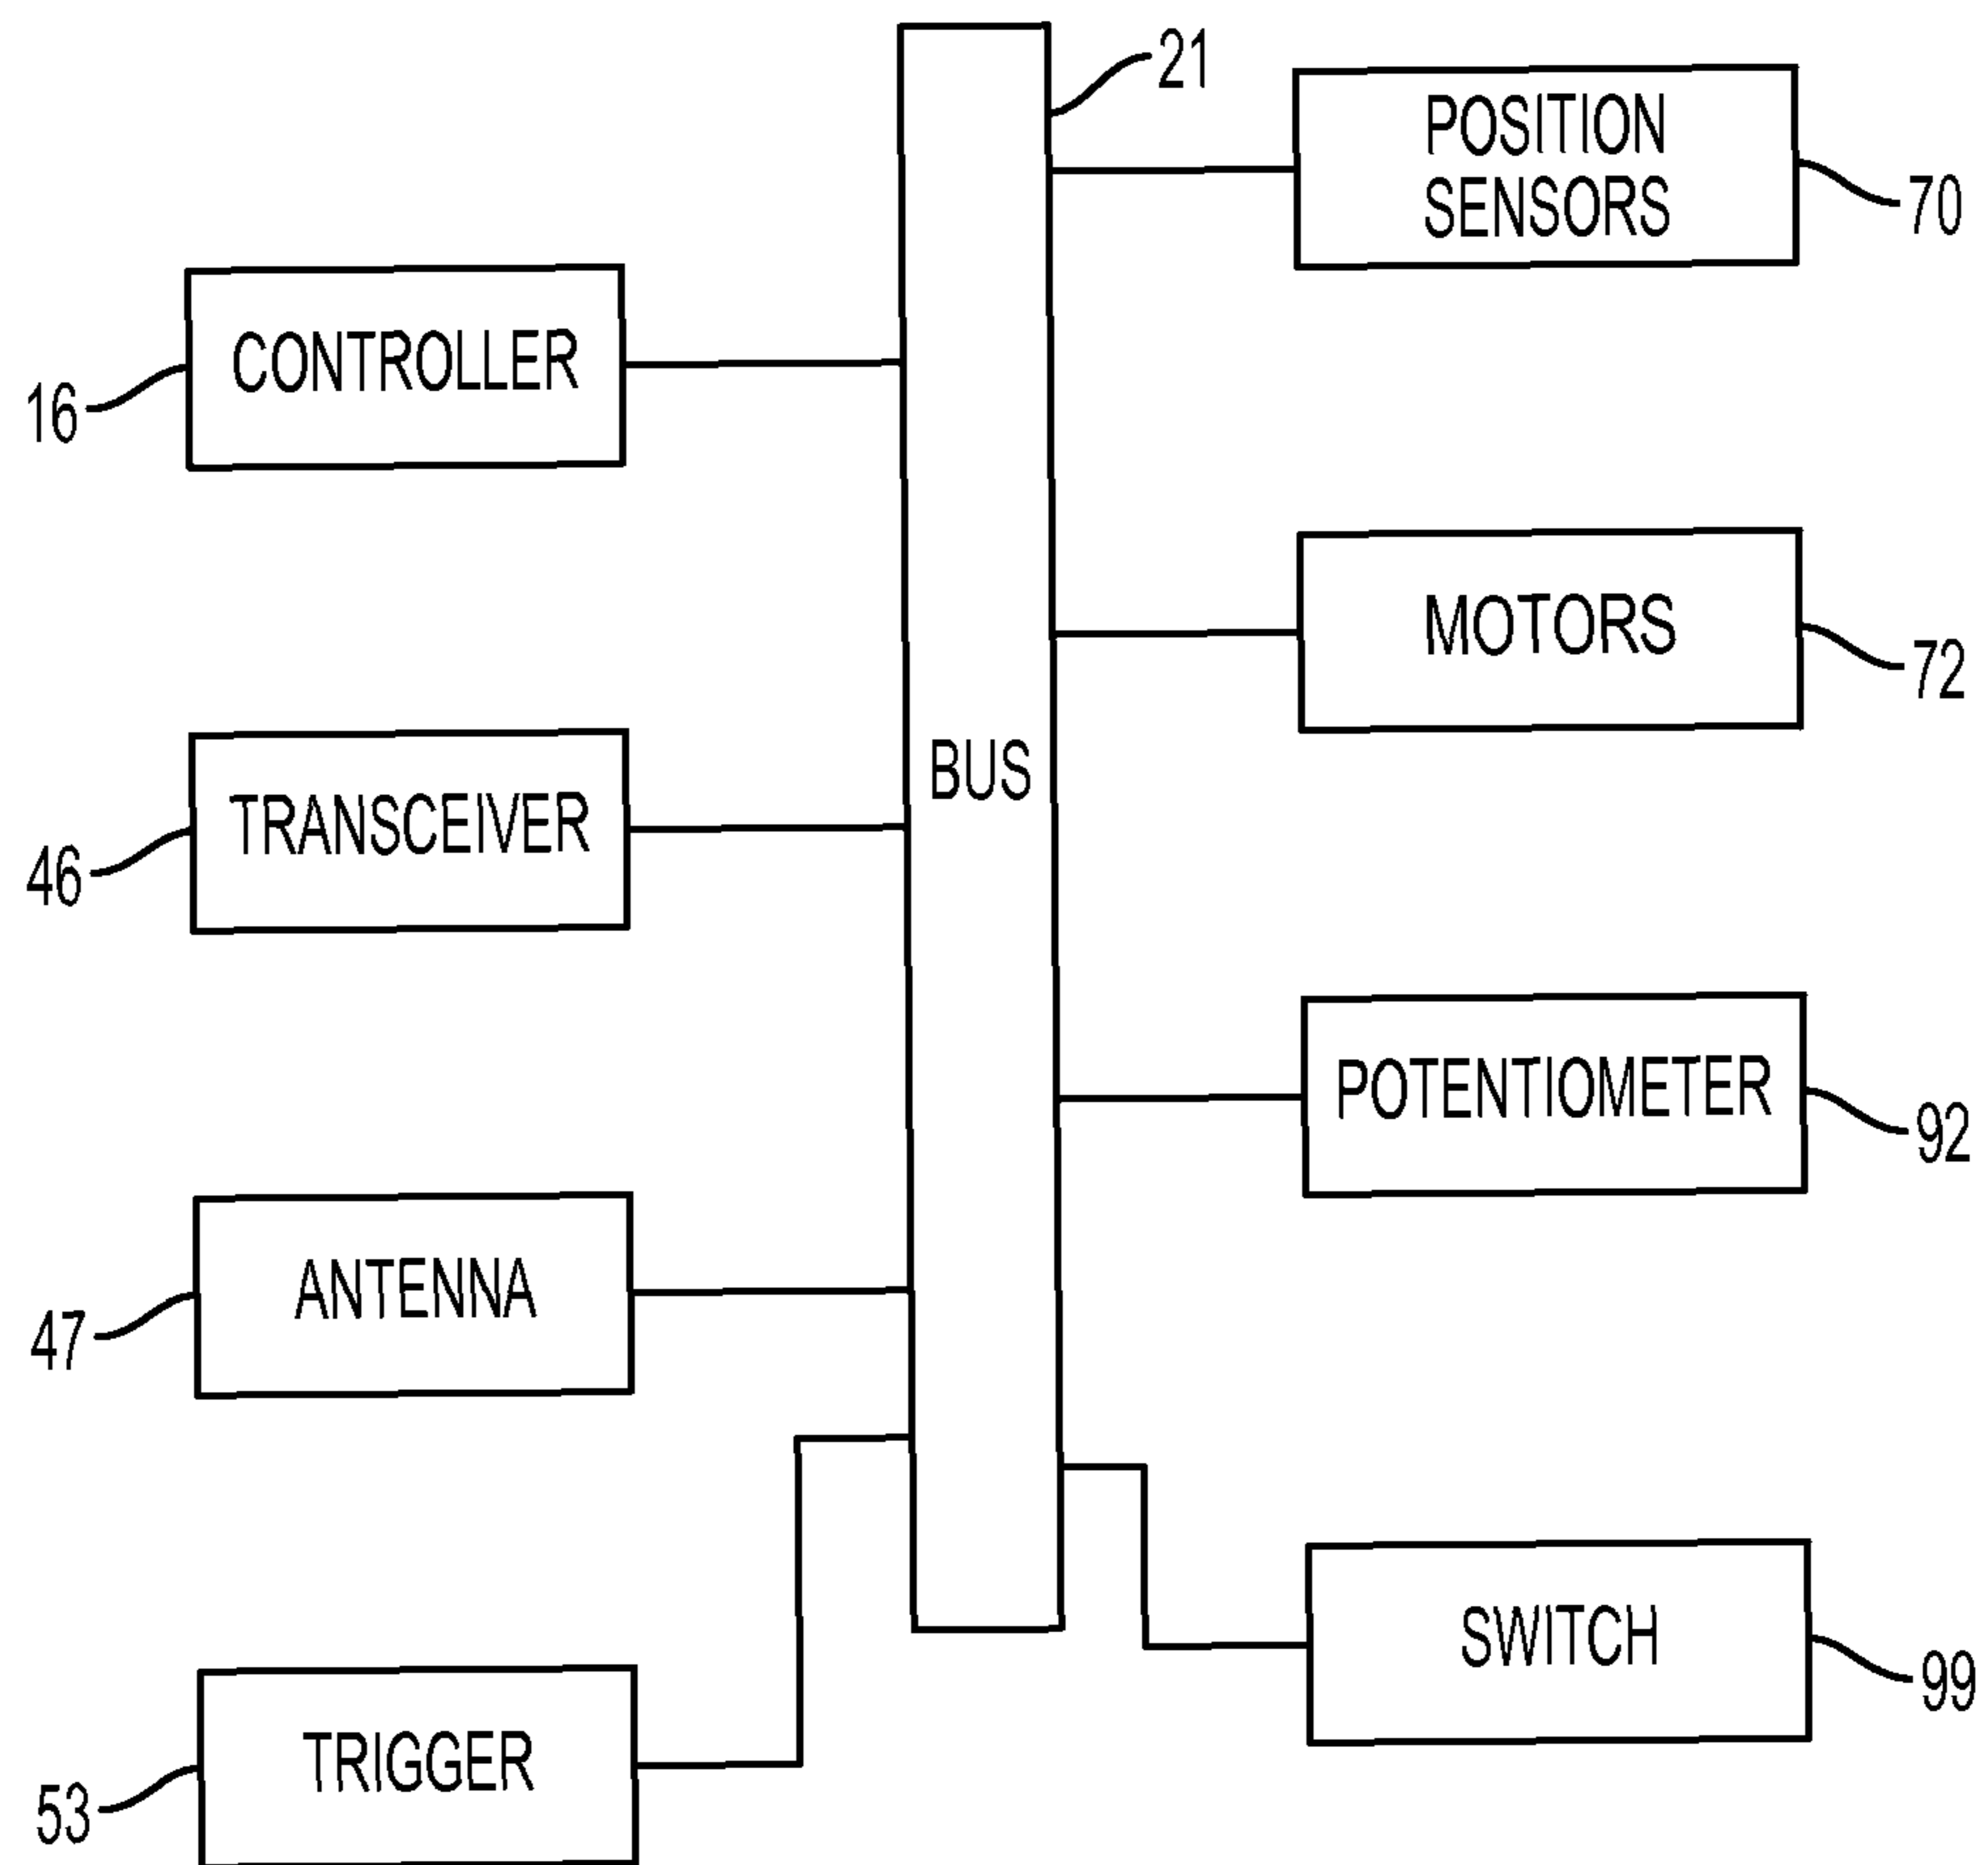 21
POSITION
SENSORS
70
CONTROLLER
16
MOTORS
72
BUS
TRANSCEIVER
46
POTENTIOMETER
92
ANTENNA
47
SWITCH
99
TRIGGER
53